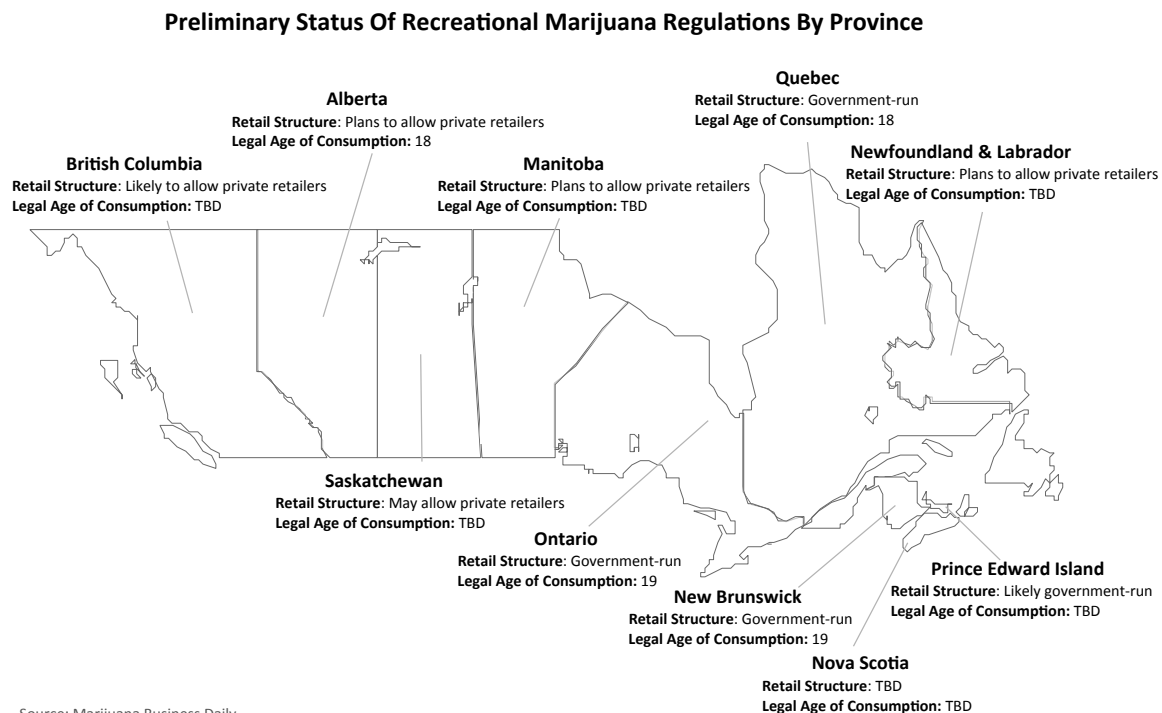 Preliminary Status Of Recreational Marijuana Regulations By Province
Quebec
Retail Structure: Government-run
Legal Age of Consumption: 18
Alberta
Retail Structure: Plans to allow private retailers
Legal Age of Consumption: 18
Newfoundland & Labrador
Retail Structure: Plans to allow private retailers
Legal Age of Consumption: TBD
British Columbia
Retail Structure: Likely to allow private retailers
Legal Age of Consumption: TBD
Manitoba
Retail Structure: Plans to allow private retailers
Legal Age of Consumption: TBD
Saskatchewan
Retail Structure: May allow private retailers
Legal Age of Consumption: TBD
Ontario
Retail Structure: Government-run
Legal Age of Consumption: 19
Prince Edward Island
Retail Structure: Likely government-run
Legal Age of Consumption: TBD
New Brunswick
Retail Structure: Government-run
Legal Age of Consumption: 19
Nova Scotia
Retail Structure: TBD
Legal Age of Consumption: TBD
Source: Marijuana Business Daily